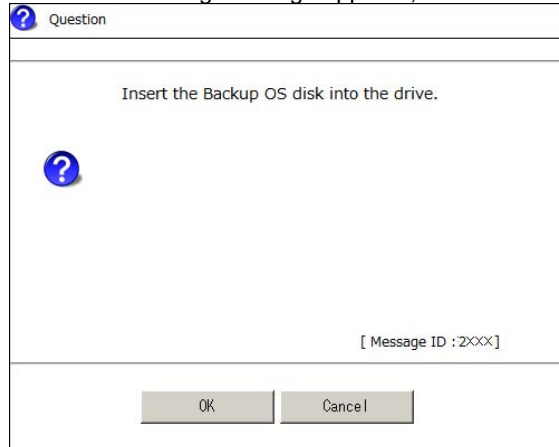 Question
Insert the Backup OS disk into the drive.
[ Message ID :2XXX]
OK
Cancel